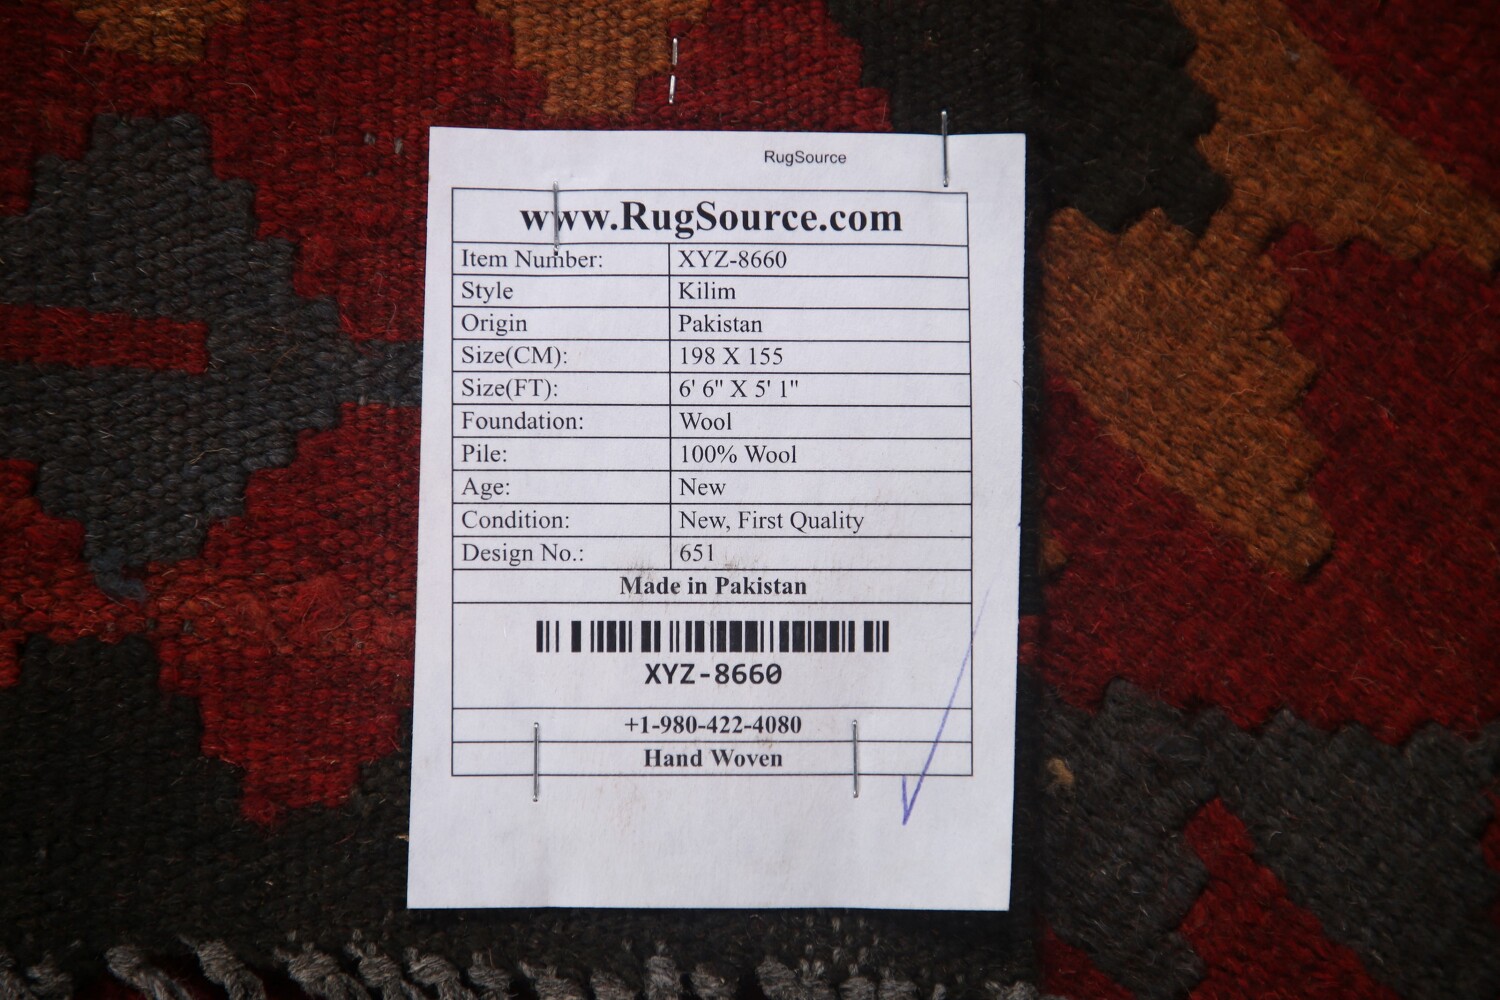 RugSource
www.RugSource.com
Item Number: XYZ-8660
Style Kilim
Origin Pakistan
Size(CM): 198 X 155
Size(FT): 6' 6" X 5' 1"
Foundation: Wool
Pile: 100% Wool
Age: New
Condition: New, First Quality
Design No.: 651
Made in Pakistan
XYZ-8660
+1-980-422-4080
Hand Woven